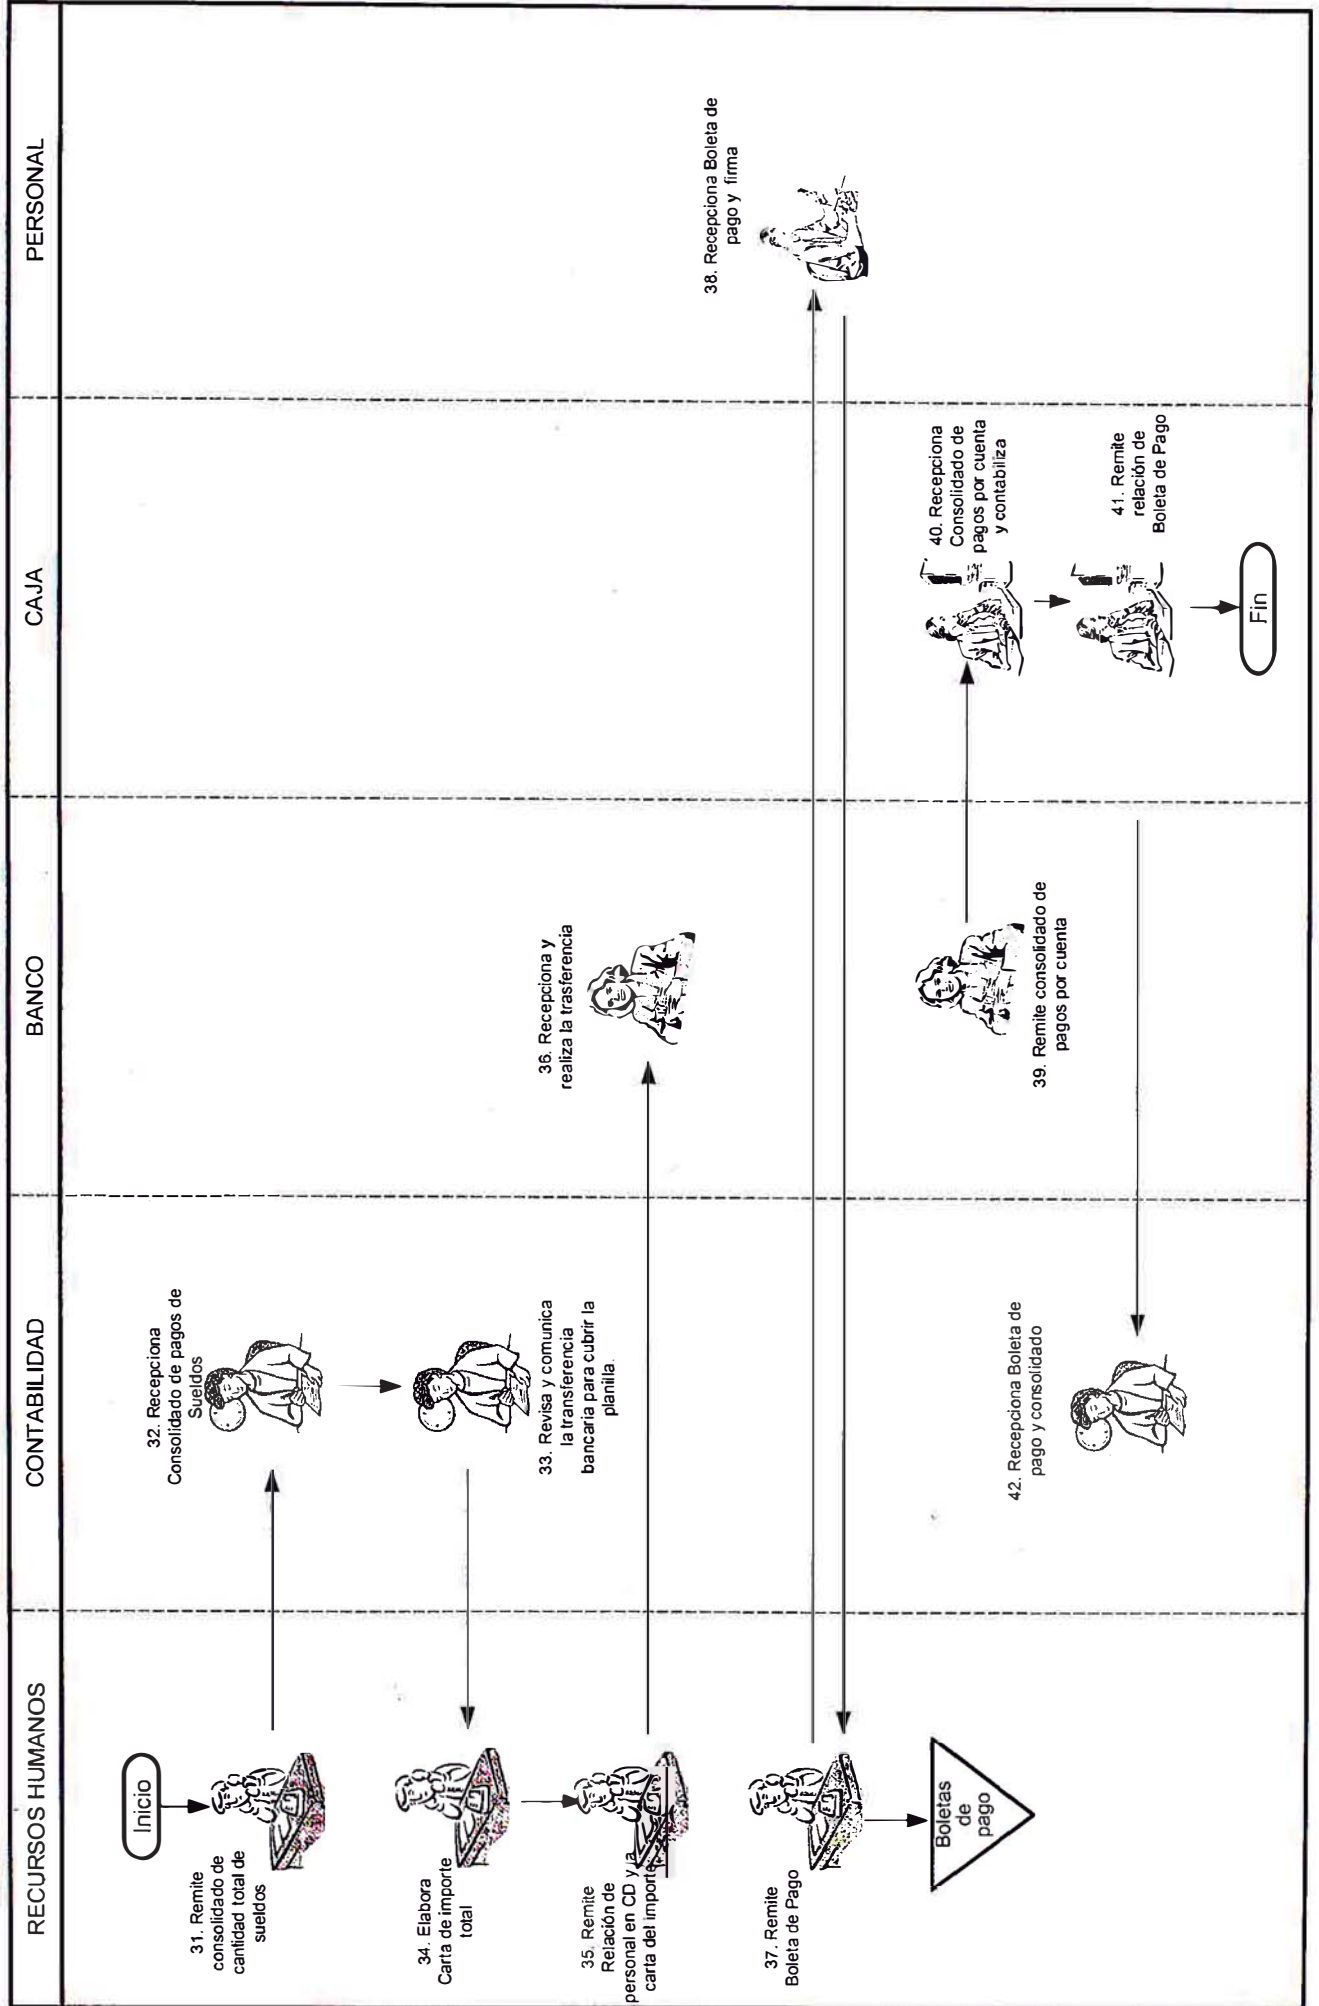 RECURSOS HUMANOS
CONTABILIDAD
BANCO
CAJA
PERSONAL
Inicio
31. Remite
consolidado de
cantidad total de
sueldos
32. Recepciona
Consolidado de pagos de
Sueldos
33. Revisa y comunica
la transferencia
bancaria para cubrir la
planilla.
34. Elabora
Carta de importe
total
35. Remite
Relación de
personal en CD y la
carta del importe
36. Recepciona y
realiza la trasferencia
37. Remite
Boleta de Pago
38. Recepciona Boleta de
pago y firma
Boletas
de
pago
39. Remite consolidado de
pagos por cuenta
40. Recepciona
Consolidado de
pagos por cuenta
y contabiliza
41. Remite
relación de
Boleta de Pago
42. Recepciona Boleta de
pago y consolidado
Fin